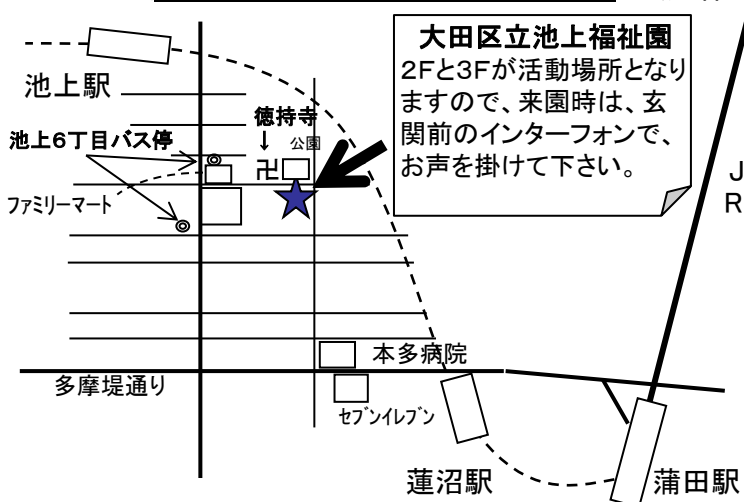 大田区立池上福祉園
2Fと3Fが活動場所となり
ますので、来園時は、玄
関前のインターフォンで、
お声を掛けて下さい。
池上駅
徳持寺
↓
公園
池上6丁目バス停
卍
ファミリーマート
JR
本多病院
多摩堤通り
セブンイレブン
蓮沼駅
蒲田駅